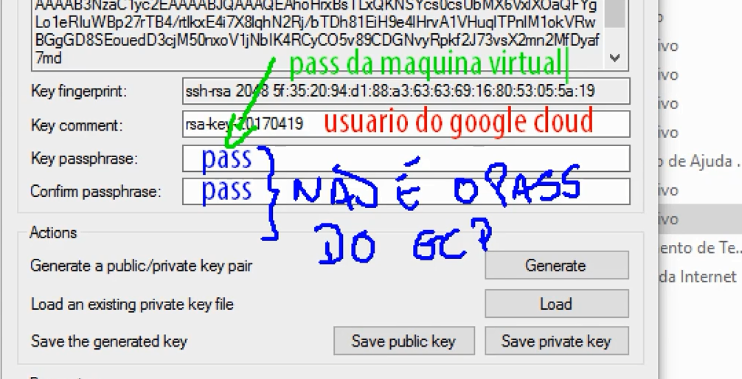 AAAAB3NzaC1yc2EAAAABJQAAAQEAhoHrxBsTLxQKNSYcs0csUbMX6VxlXOaQFYg
Lo1eRluWBp27rTB4/rtlkxE4i7X8lqhN2Rj/bTDh81EiH9e4lHrvA1VHuqlTPnIM1okVRw
BGgGD8SEouedD3cjM50nxoV1jNbIK4RCyCO5v89CDGNvyRpkf2J73vsX2mn2MfDyaf
7md
pass da maquina virtual
Key fingerprint: ssh-rsa 2048 5f:35:20:94:d1:88:a3:63:63:69:16:80:53:05:5a:19
Key comment: rsa-key-20170419 usuario do google cloud
Key passphrase: pass
Confirm passphrase: pass
NÃO É O PASS
DO GCP
Actions
Generate a public/private key pair Generate
Load an existing private key file Load
Save the generated key Save public key Save private key
ivo
ivo
ivo
ivo
o de Ajuda .
ivo
ivo
ento de Te..
da Internet